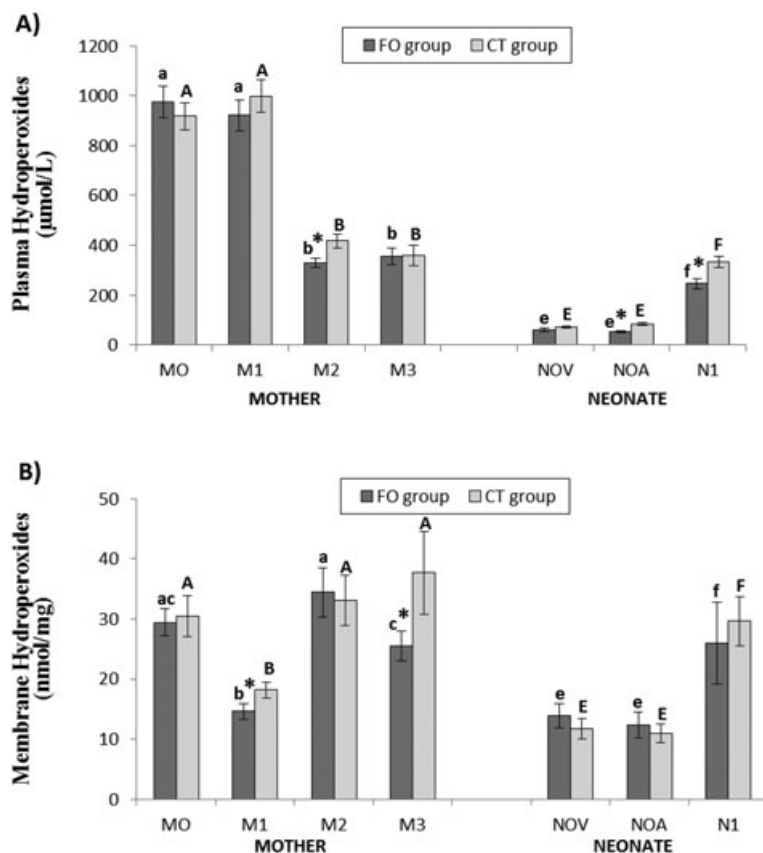 A)
FO group CT group
Plasma Hydroperoxides
(µmol/L)
1200
1000
800
600
400
200
0
a A a A b* B b B e E e* E f* F
MO M1 M2 M3 NOV NOA N1
MOTHER NEONATE
B)
FO group CT group
Membrane Hydroperoxides
(nmol/mg)
50
40
30
20
10
0
ac A b* B a A c* A e E e E f F
MO M1 M2 M3 NOV NOA N1
MOTHER NEONATE